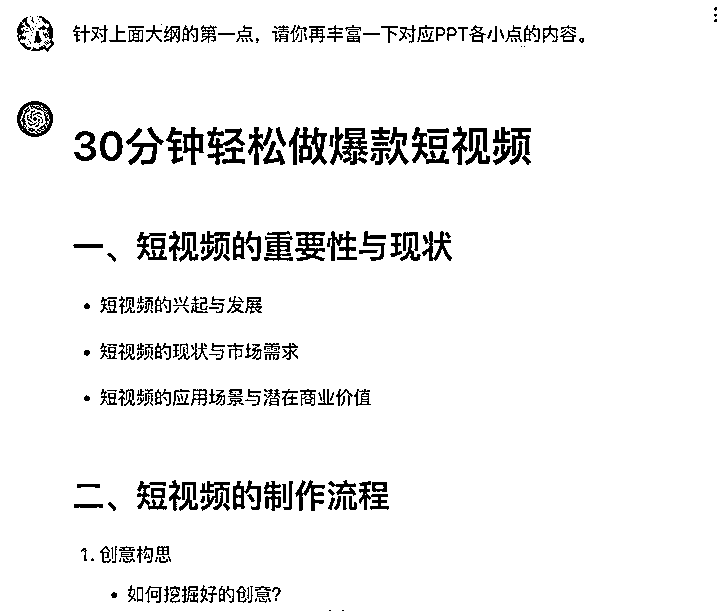 针对上面大纲的第一点，请你再丰富一下对应PPT各小点的内容。
30分钟轻松做爆款短视频
一、短视频的重要性与现状
• 短视频的兴起与发展
• 短视频的现状与市场需求
• 短视频的应用场景与潜在商业价值
二、短视频的制作流程
1. 创意构思
• 如何挖掘好的创意？